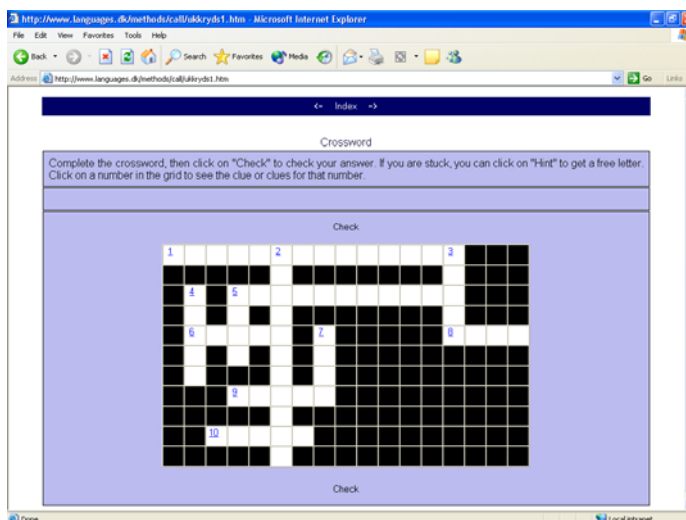 http://www.languages.dk/methods/call/ukkryds1.htm - Microsoft Internet Explorer
File Edit View Favorites Tools Help
Back Search Favorites Media
Address http://www.languages.dk/methods/call/ukkryds1.htm Go Links
<= Index =>
Crossword
Complete the crossword, then click on "Check" to check your answer. If you are stuck, you can click on "Hint" to get a free letter.
Click on a number in the grid to see the clue or clues for that number.
Check
1 2 3
4 5
6 7 8
9
10
Check
Done Local intranet